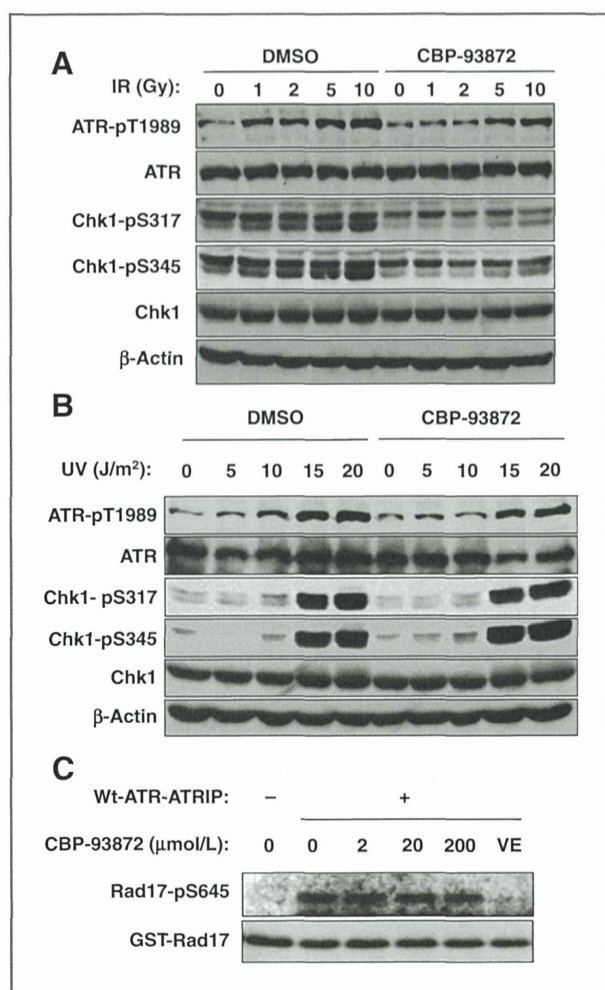 A
DMSO CBP-93872
IR (Gy): 0 1 2 5 10 0 1 2 5 10
ATR-pT1989
ATR
Chk1-pS317
Chk1-pS345
Chk1
β-Actin
B
DMSO CBP-93872
UV (J/m²): 0 5 10 15 20 0 5 10 15 20
ATR-pT1989
ATR
Chk1- pS317
Chk1-pS345
Chk1
β-Actin
C
Wt-ATR-ATRIP: – +
CBP-93872 (μmol/L): 0 0 2 20 200 VE
Rad17-pS645
GST-Rad17